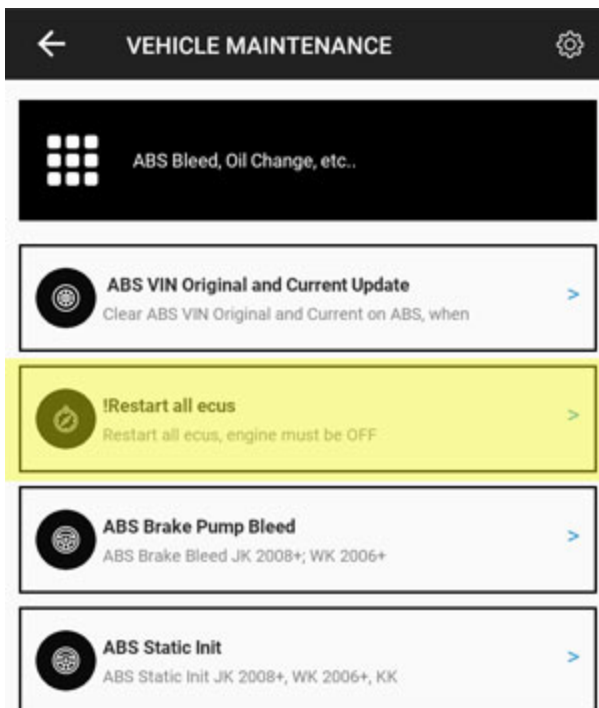 VEHICLE MAINTENANCE
ABS Bleed, Oil Change, etc..
ABS VIN Original and Current Update
Clear ABS VIN Original and Current on ABS, when
!Restart all ecus
Restart all ecus, engine must be OFF
ABS Brake Pump Bleed
ABS Brake Bleed JK 2008+; WK 2006+
ABS Static Init
ABS Static Init JK 2008+, WK 2006+, KK